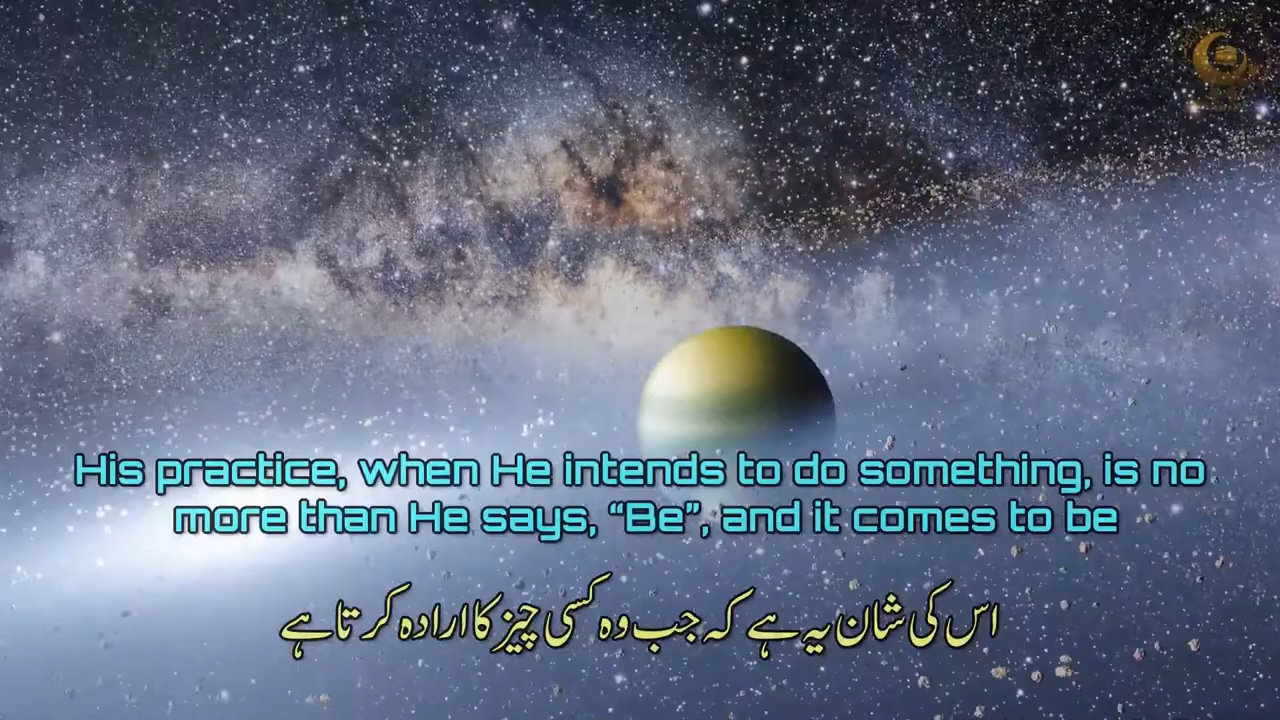 His practice, when He intends to do something, is no
more than He says, “Be”, and it comes to be
اس کی شان یہ ہے کہ جب وہ کسی چیز کا ارادہ کرتا ہے